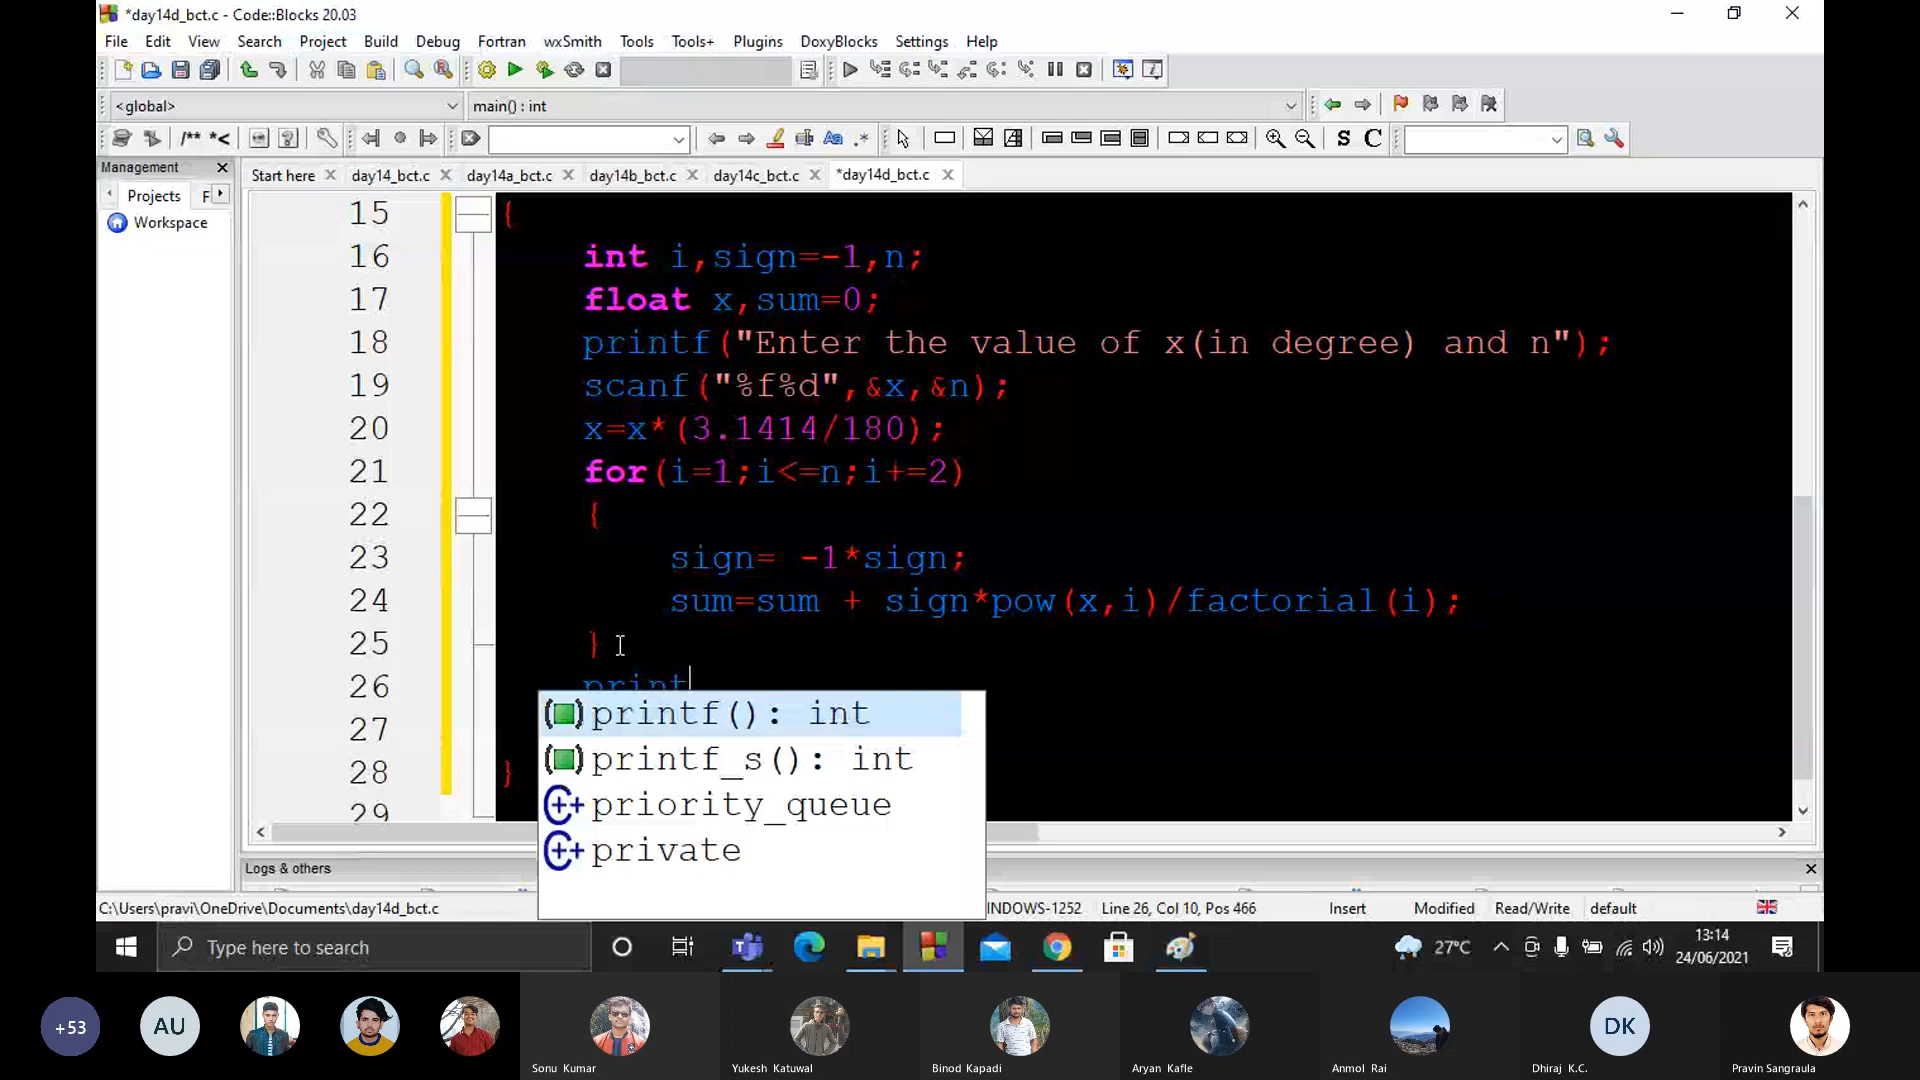 *day14d_bct.c - Code::Blocks 20.03
File Edit View Search Project Build Debug Fortran wxSmith Tools Tools+ Plugins DoxyBlocks Settings Help
<global> main() : int
/** *< Aa .* S C
Management
Start here day14_bct.c day14a_bct.c day14b_bct.c day14c_bct.c *day14d_bct.c
Projects F
Workspace
15 {
16 int i,sign=-1,n;
17 float x,sum=0;
18 printf("Enter the value of x(in degree) and n");
19 scanf("%f%d",&x,&n);
20 x=x*(3.1414/180);
21 for(i=1;i<=n;i+=2)
22 {
23 sign= -1*sign;
24 sum=sum + sign*pow(x,i)/factorial(i);
25 }
26 print
27
28 }
29
printf(): int
printf_s(): int
priority_queue
private
Logs & others
C:\Users\pravi\OneDrive\Documents\day14d_bct.c NDOWS-1252 Line 26, Col 10, Pos 466 Insert Modified Read/Write default
Type here to search 27°C 13:14
24/06/2021
+53 AU DK
Sonu Kumar Yukesh Katuwal Binod Kapadi Aryan Kafle Anmol Rai Dhiraj K.C. Pravin Sangraula